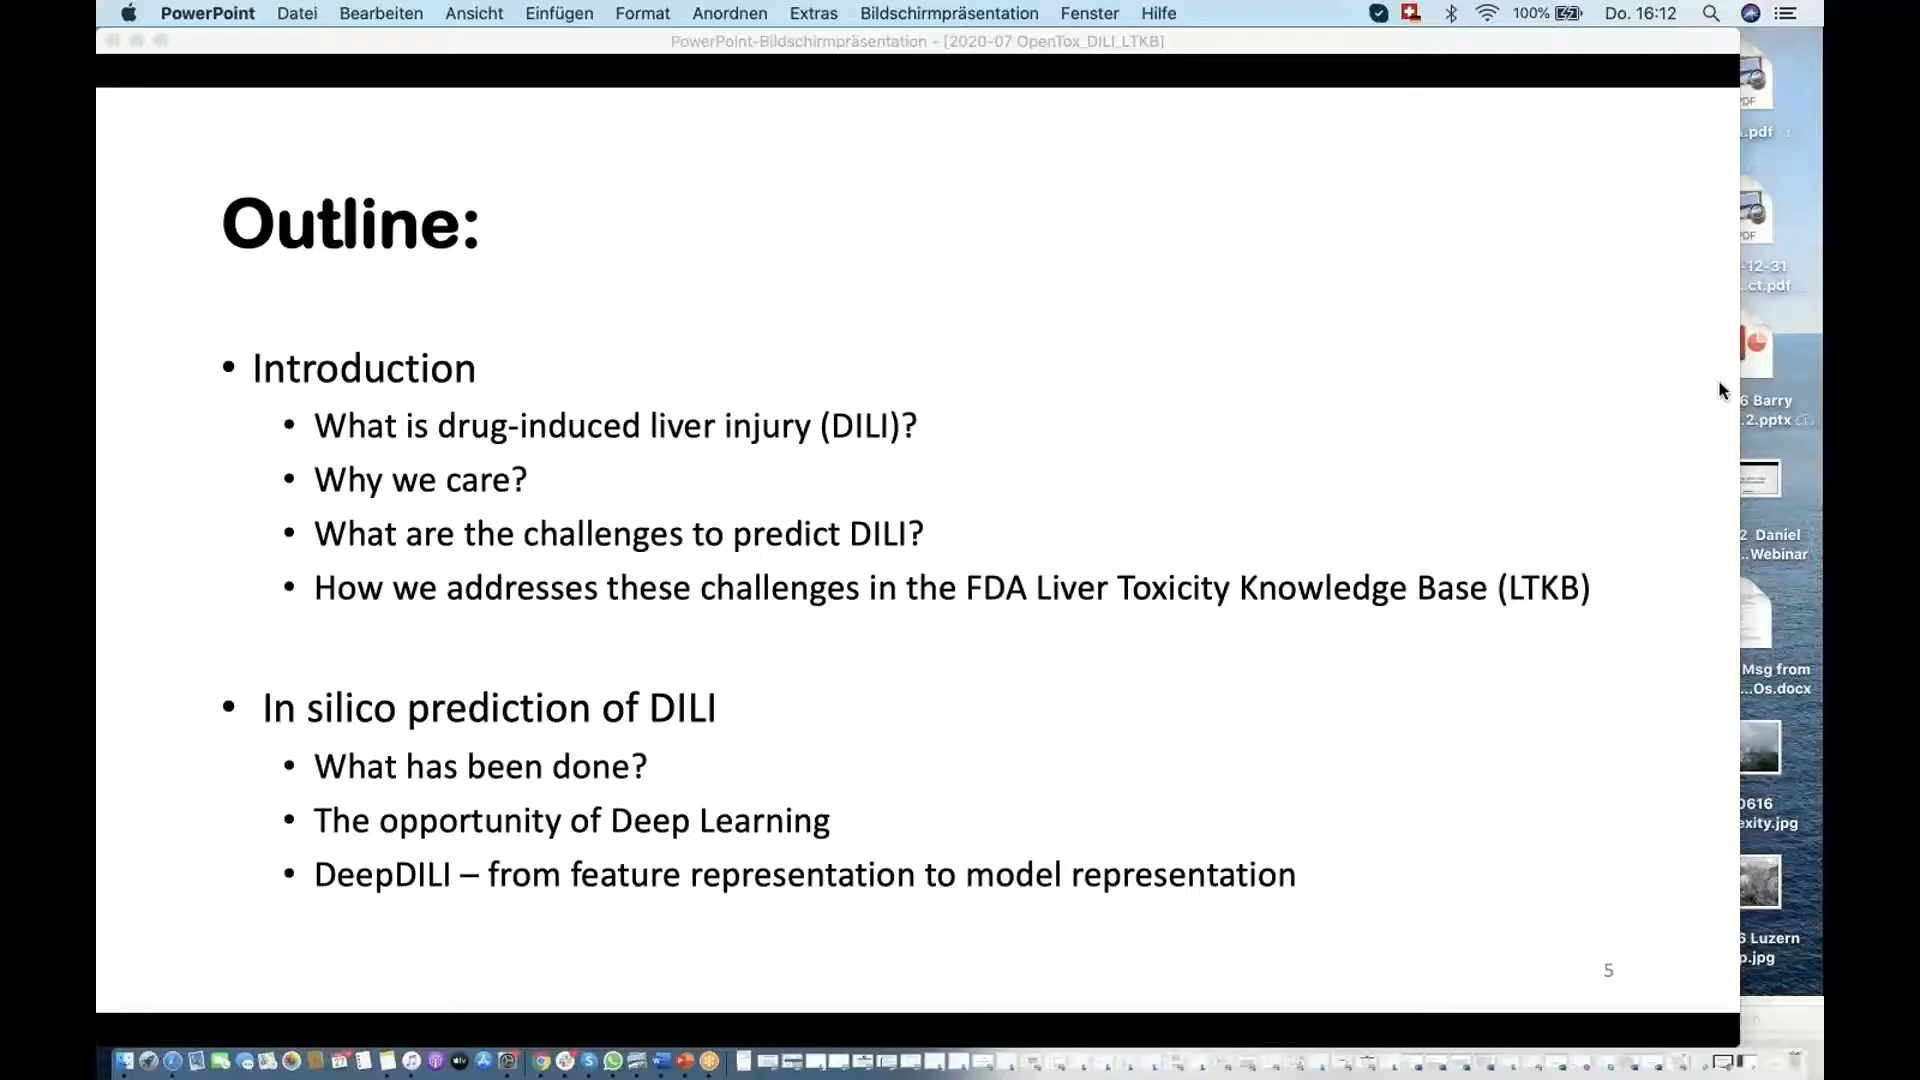 PowerPoint Datei Bearbeiten Ansicht Einfügen Format Anordnen Extras Bildschirmpräsentation Fenster Hilfe 100% Do. 16:12
PowerPoint-Bildschirmpräsentation - [2020-07 OpenTox_DILI_LTKB]
Outline:
• Introduction
• What is drug-induced liver injury (DILI)?
• Why we care?
• What are the challenges to predict DILI?
• How we addresses these challenges in the FDA Liver Toxicity Knowledge Base (LTKB)
• In silico prediction of DILI
• What has been done?
• The opportunity of Deep Learning
• DeepDILI – from feature representation to model representation
5
.pdf
-12-31
...ct.pdf
6 Barry
.2.pptx
2 Daniel
...Webinar
Msg from
...Os.docx
0616
exity.jpg
6 Luzern
p.jpg